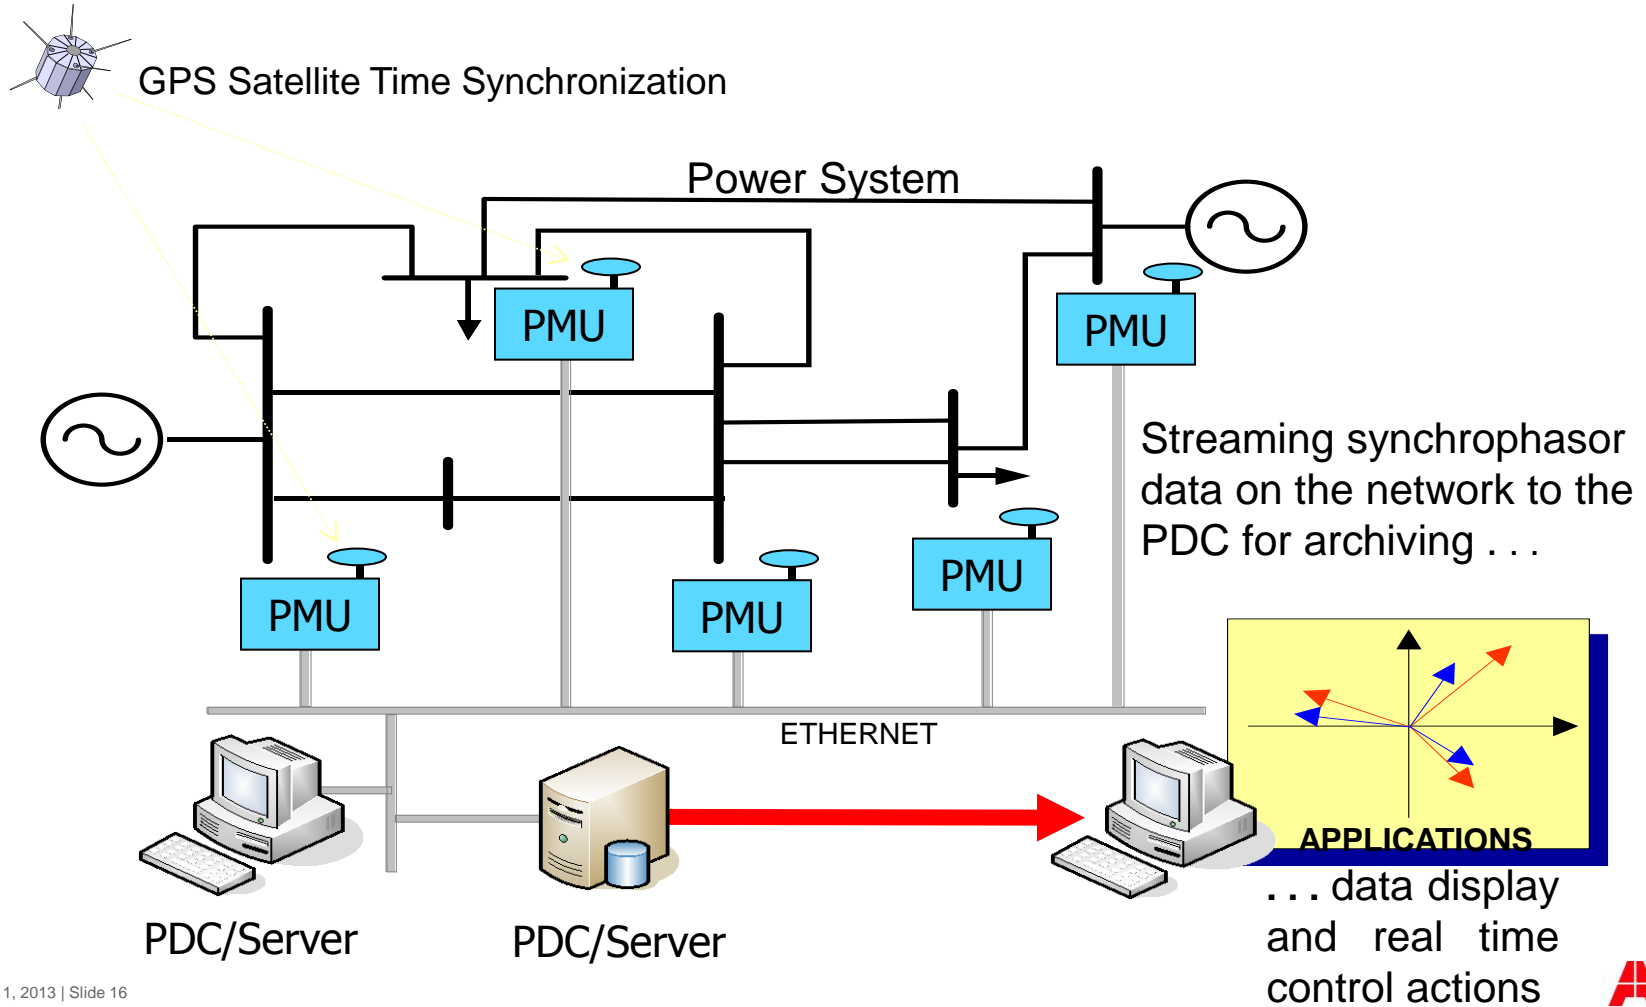 GPS Satellite Time Synchronization
Power System
PMU
PMU
Streaming synchrophasor
data on the network to the
PDC for archiving . . .
PMU
PMU
PMU
ETHERNET
APPLICATIONS
. . . data display
and real time
control actions
PDC/Server
PDC/Server
1, 2013 | Slide 16